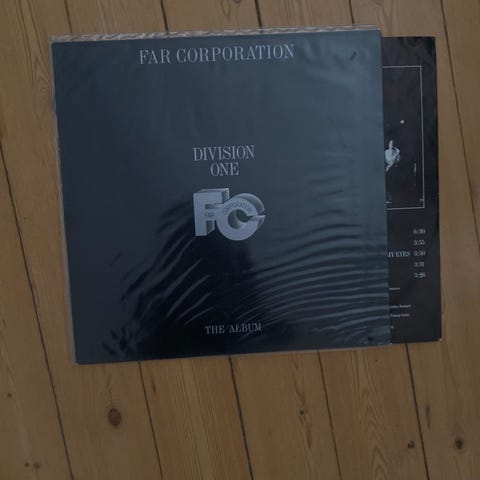 FAR CORPORATION
DIVISION
ONE
FC
FAR CORPORATION
THE ALBUM
6:30
3:55
MY EYES 3:50
3:31
3:26